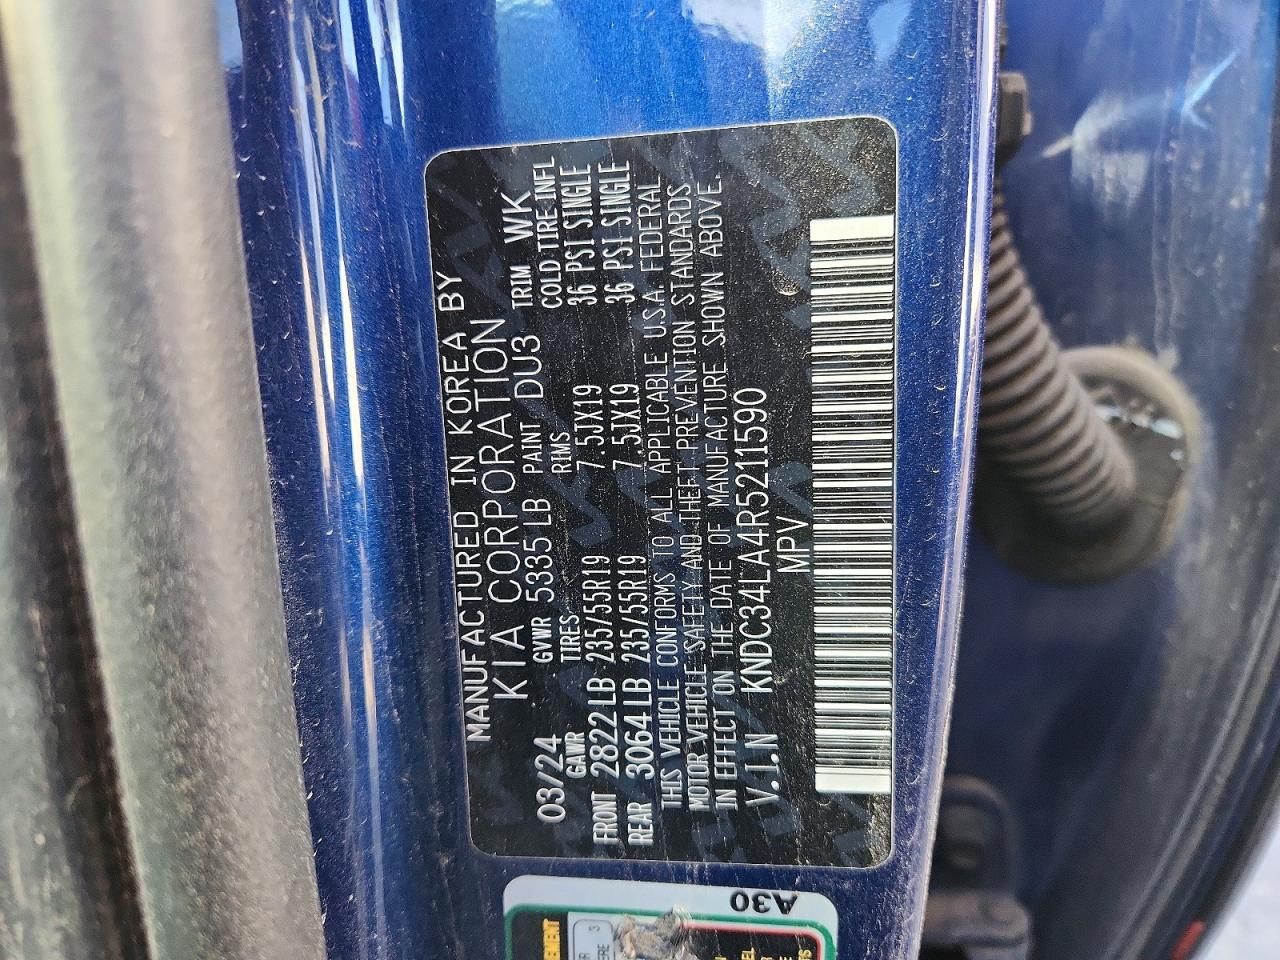 MANUFACTURED IN KOREA BY
KIA CORPORATION
03/24 GVWR 5335 LB PAINT DU3 TRIM WK
GAWR TIRES RIMS COLD TIRE INFL
FRONT 2822 LB 235/55R19 7.5JX19 36 PSI SINGLE
REAR 3064 LB 235/55R19 7.5JX19 36 PSI SINGLE
THIS VEHICLE CONFORMS TO ALL APPLICABLE U.S.A. FEDERAL
MOTOR VEHICLE SAFETY AND THEFT PREVENTION STANDARDS
IN EFFECT ON THE DATE OF MANUFACTURE SHOWN ABOVE.
V.I.N KNDC34LA4R5211590
MPV
A30